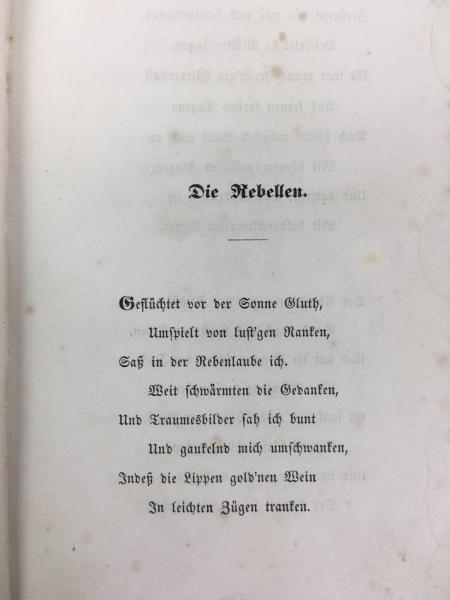 Die Rebellen.
Geflüchtet vor der Sonne Gluth,
Umspielt von lust'gen Ranken,
Saß in der Rebenlaube ich.
Weit schwärmten die Gedanken,
Und Traumesbilder sah ich bunt
Und gaukelnd mich umschwanken,
Indeß die Lippen gold'nen Wein
In leichten Zügen tranken.